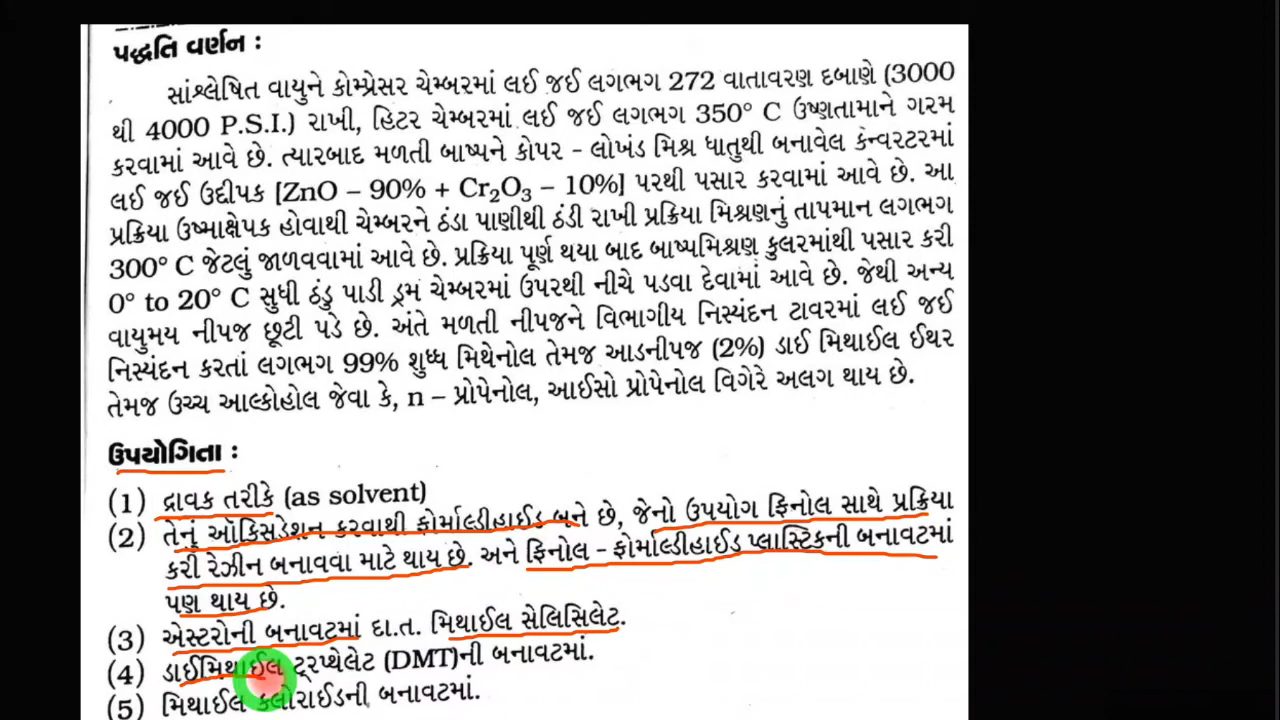 પદ્ધતિ વર્ણન :
સાંશ્લેષિત વાયુને કોમ્પ્રેસર ચેમ્બરમાં લઈ જઈ લગભગ 272 વાતાવરણ દબાણે (3000
થી 4000 P.S.I.) રાખી, હિટર ચેમ્બરમાં લઈ જઈ લગભગ 350° C ઉષ્ણતામાને ગરમ
કરવામાં આવે છે. ત્યારબાદ મળતી બાષ્પને કોપર - લોખંડ મિશ્ર ધાતુથી બનાવેલ કંન્વરટરમાં
લઈ જઈ ઉદ્દીપક [ZnO – 90% + Cr₂O₃ – 10%] પરથી પસાર કરવામાં આવે છે. આ
પ્રક્રિયા ઉષ્માક્ષેપક હોવાથી ચેમ્બરને ઠંડા પાણીથી ઠંડી રાખી પ્રક્રિયા મિશ્રણનું તાપમાન લગભગ
300° C જેટલું જાળવવામાં આવે છે. પ્રક્રિયા પૂર્ણ થયા બાદ બાષ્પમિશ્રણ કુલરમાંથી પસાર કરી
0° to 20° C સુધી ઠંડુ પાડી ડ્રમ ચેમ્બરમાં ઉપરથી નીચે પડવા દેવામાં આવે છે. જેથી અન્ય
વાયુમય નીપજ છૂટી પડે છે. અંતે મળતી નીપજને વિભાગીય નિસ્યંદન ટાવરમાં લઈ જઈ
નિસ્યંદન કરતાં લગભગ 99% શુધ્ધ મિથેનોલ તેમજ આડનીપજ (2%) ડાઈ મિથાઈલ ઈથર
તેમજ ઉચ્ચ આલ્કોહોલ જેવા કે, n – પ્રોપેનોલ, આઈસો પ્રોપેનોલ વિગેરે અલગ થાય છે.
ઉપયોગિતા :
(1) દ્રાવક તરીકે (as solvent)
(2) તેનું ઑકિસડેશન કરવાથી ફોર્માલ્ડીહાઈડ બને છે, જેનો ઉપયોગ ફિનોલ સાથે પ્રક્રિયા
કરી રેઝીન બનાવવા માટે થાય છે. અને ફિનોલ - ફોર્માલ્ડીહાઈડ પ્લાસ્ટિકની બનાવટમાં
પણ થાય છે.
(3) એસ્ટરોની બનાવટમાં દા.ત. મિથાઈલ સેલિસિલેટ.
(4) ડાઈમિથાઈલ ટ્રપ્થેલેટ (DMT)ની બનાવટમાં.
(5) મિથાઈલ કલોરાઈડની બનાવટમાં.